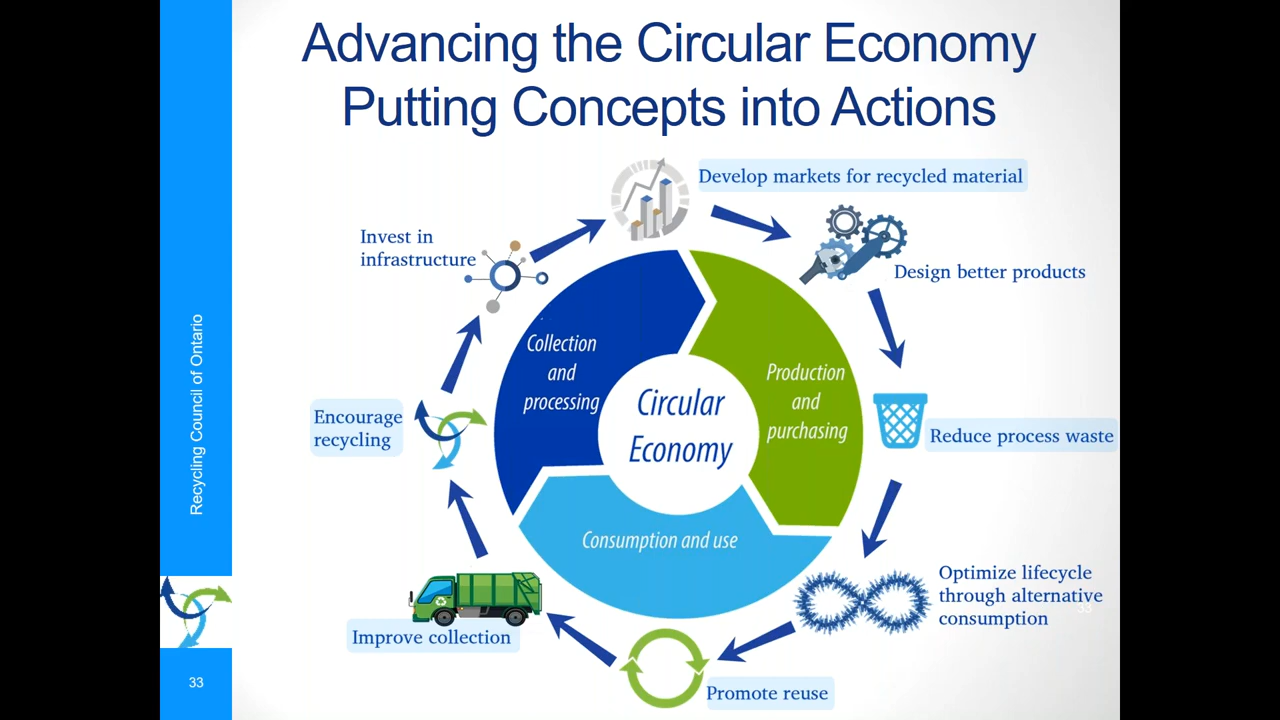 Advancing the Circular Economy
Putting Concepts into Actions
Develop markets for recycled material
Design better products
Reduce process waste
Optimize lifecycle
through alternative
consumption
33
Promote reuse
Improve collection
Encourage
recycling
Invest in
infrastructure
Collection
and
processing
Production
and
purchasing
Consumption and use
Circular
Economy
Recycling Council of Ontario
33